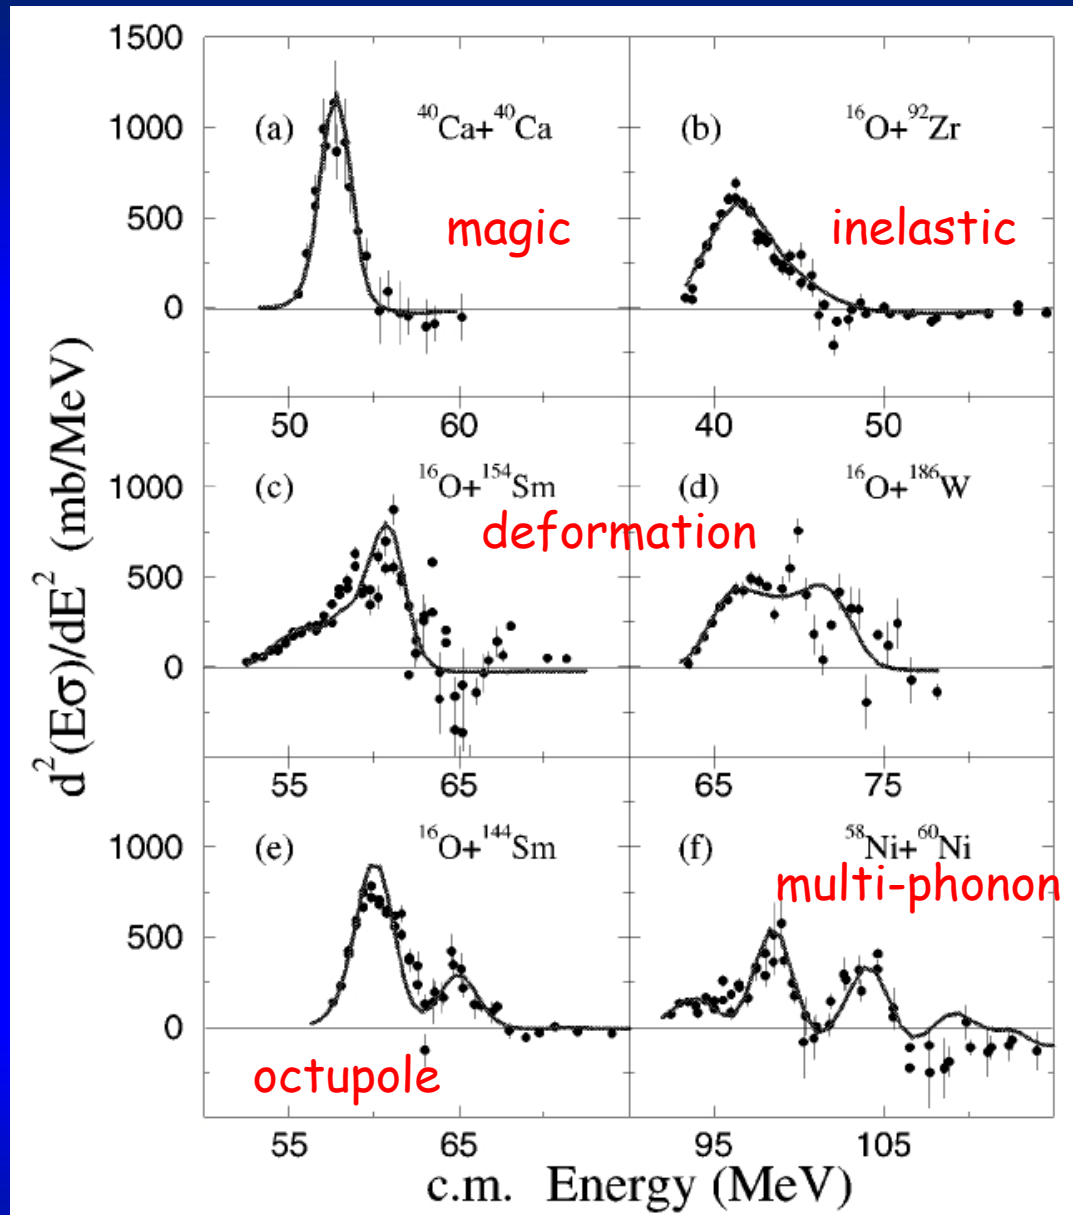 1500
1000
500
0
(a) ⁴⁰Ca+⁴⁰Ca
magic
50 60
(b) ¹⁶O+⁹²Zr
inelastic
40 50
1000
500
0
(c) ¹⁶O+¹⁵⁴Sm
deformation
55 65
(d) ¹⁶O+¹⁸⁶W
65 75
1000
500
0
(e) ¹⁶O+¹⁴⁴Sm
octupole
55 65
(f) ⁵⁸Ni+⁶⁰Ni
multi-phonon
95 105
d²(Eσ)/dE² (mb/MeV)
c.m. Energy (MeV)